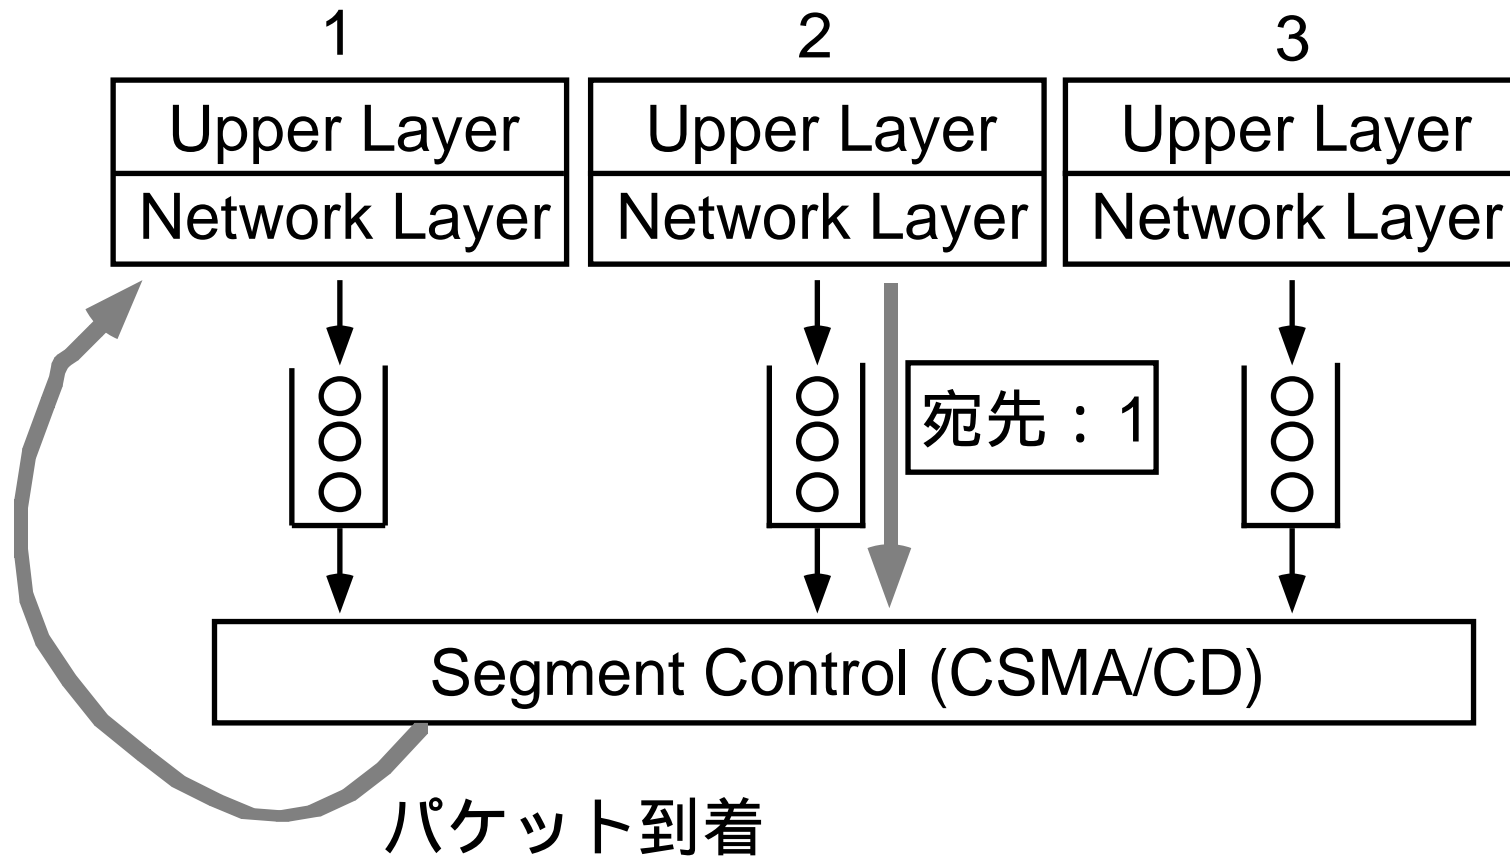 1 2 3
Upper Layer Upper Layer Upper Layer
Network Layer Network Layer Network Layer
宛先：1
Segment Control (CSMA/CD)
パケット到着